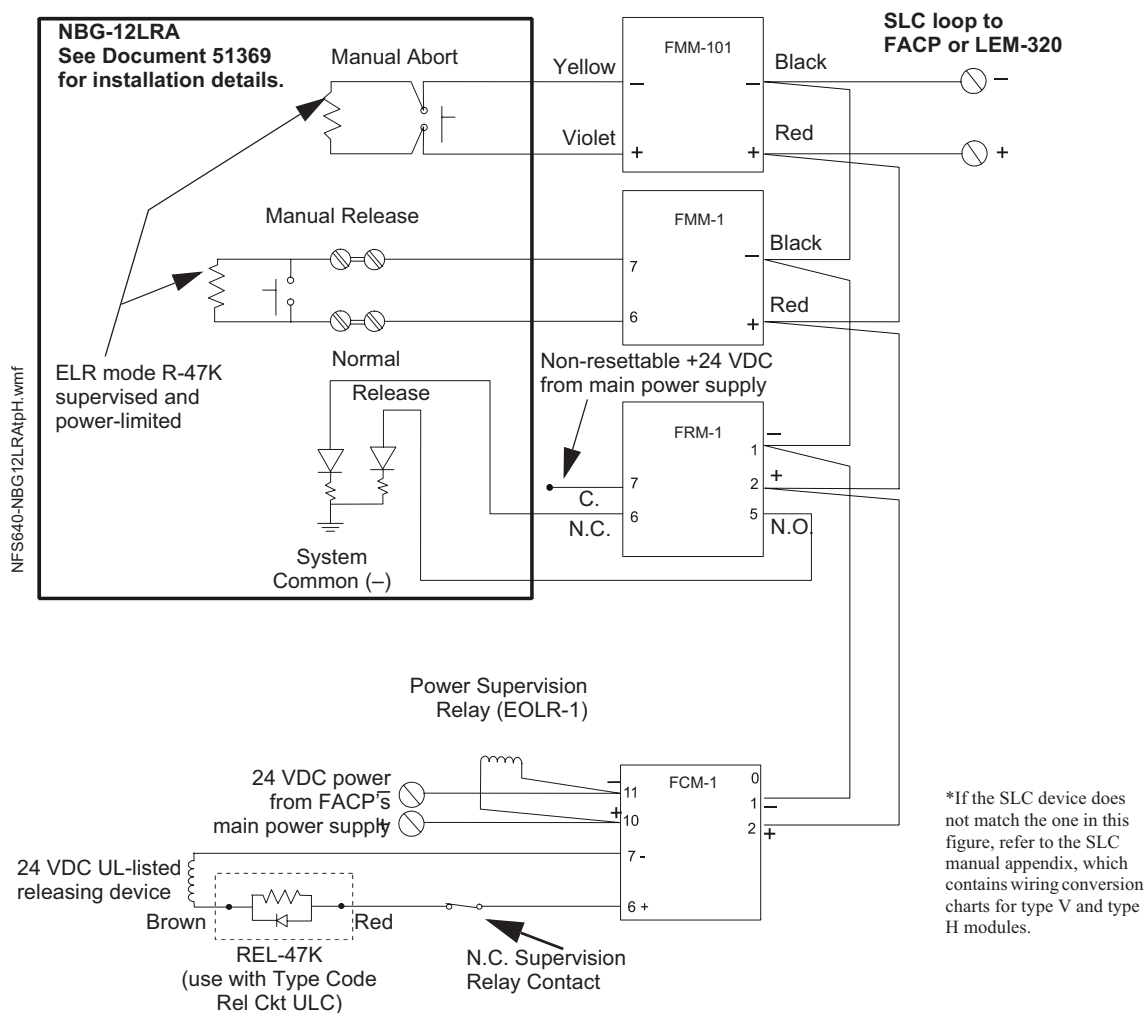 NBG-12LRA
See Document 51369
for installation details.
Manual Abort
Yellow
Violet
FMM-101
−
+
−
+
Black
Red
SLC loop to
FACP or LEM-320
−
+
Manual Release
FMM-1
7
6
−
+
Black
Red
ELR mode R-47K
supervised and
power-limited
Normal
Release
Non-resettable +24 VDC
from main power supply
FRM-1
7
C.
6
N.C.
1
−
2
+
5
N.O.
System
Common (–)
NFS640-NBG12LRAtpH.wmf
Power Supervision
Relay (EOLR-1)
24 VDC power
from FACP's
main power supply
−
+
−
11
+
10
FCM-1
0
1
−
2
+
7 -
6 +
24 VDC UL-listed
releasing device
Brown
Red
REL-47K
(use with Type Code
Rel Ckt ULC)
N.C. Supervision
Relay Contact
*If the SLC device does
not match the one in this
figure, refer to the SLC
manual appendix, which
contains wiring conversion
charts for type V and type
H modules.